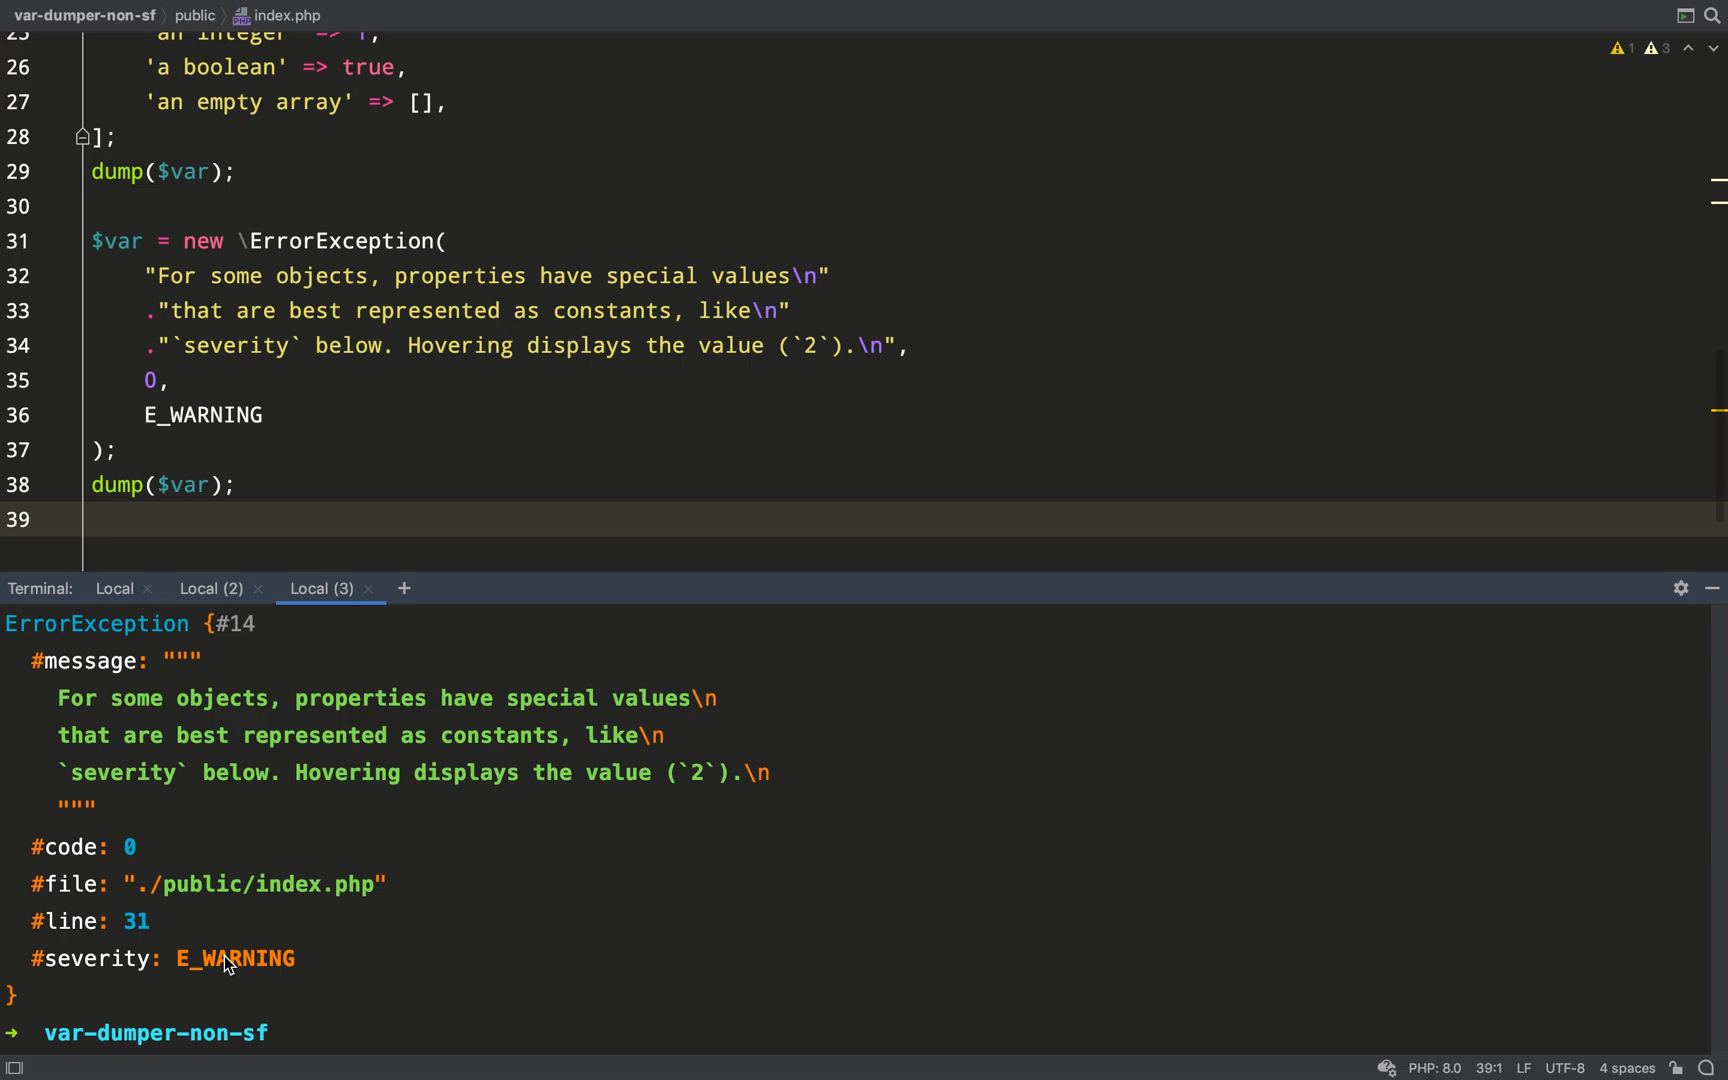 var-dumper-non-sf 〉 public 〉 index.php
1 3
25 'an integer' => 1,
26 'a boolean' => true,
27 'an empty array' => [],
28 ];
29 dump($var);
30
31 $var = new \ErrorException(
32 "For some objects, properties have special values\n"
33 ."that are best represented as constants, like\n"
34 ."`severity` below. Hovering displays the value (`2`).\n",
35 0,
36 E_WARNING
37 );
38 dump($var);
39
Terminal: Local × Local (2) × Local (3) × +
ErrorException {#14
#message: """
For some objects, properties have special values\n
that are best represented as constants, like\n
`severity` below. Hovering displays the value (`2`).\n
"""
#code: 0
#file: "./public/index.php"
#line: 31
#severity: E_WARNING
}
→ var-dumper-non-sf
PHP: 8.0 39:1 LF UTF-8 4 spaces